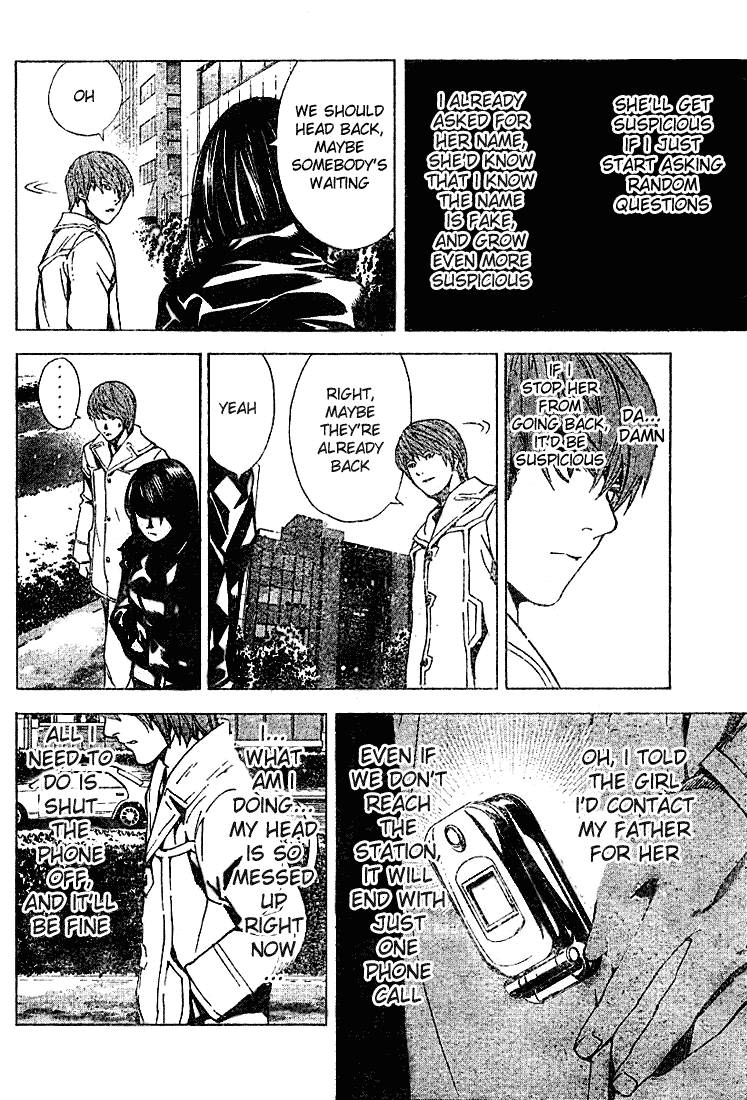 SHE'LL GET
SUSPICIOUS
IF I JUST
START ASKING
RANDOM
QUESTIONS
I ALREADY
ASKED FOR
HER NAME,
SHE'D KNOW
THAT I KNOW
THE NAME
IS FAKE,
AND GROW
EVEN MORE
SUSPICIOUS
WE SHOULD
HEAD BACK,
MAYBE
SOMEBODY'S
WAITING
OH
DA...
DAMN
IF I
STOP HER
FROM
GOING BACK,
IT'D BE
SUSPICIOUS
RIGHT,
MAYBE
THEY'RE
ALREADY
BACK
YEAH
.....
OH, I TOLD
THE GIRL
I'D CONTACT
MY FATHER
FOR HER
EVEN IF
WE DON'T
REACH
THE
STATION,
IT WILL
END WITH
JUST
ONE
PHONE
CALL
I...
WHAT
AM I
DOING...
MY HEAD
IS SO
MESSED
UP
RIGHT
NOW
...
ALL I
NEED TO
DO IS
SHUT
THE
PHONE
OFF,
AND IT'LL
BE FINE